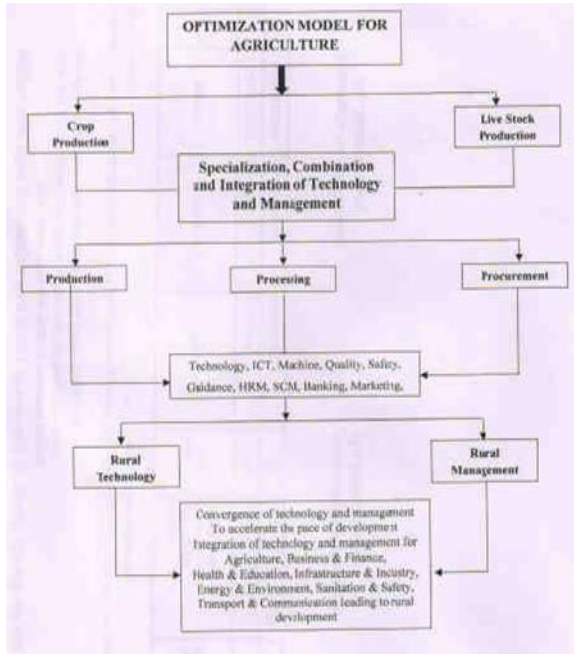 OPTIMIZATION MODEL FOR
AGRICULTURE
Crop
Production
Live Stock
Production
Specialization, Combination
and Integration of Technology
and Management
Production
Processing
Procurement
Technology, ICT, Machine, Quality, Safety,
Guidance, HRM, SCM, Banking, Marketing,
Rural
Technology
Rural
Management
Convergence of technology and management
To accelerate the pace of development
Integration of technology and management for
Agriculture, Business & Finance,
Health & Education, Infrastructure & Industry,
Energy & Environment, Sanitation & Safety,
Transport & Communication leading to rural
development